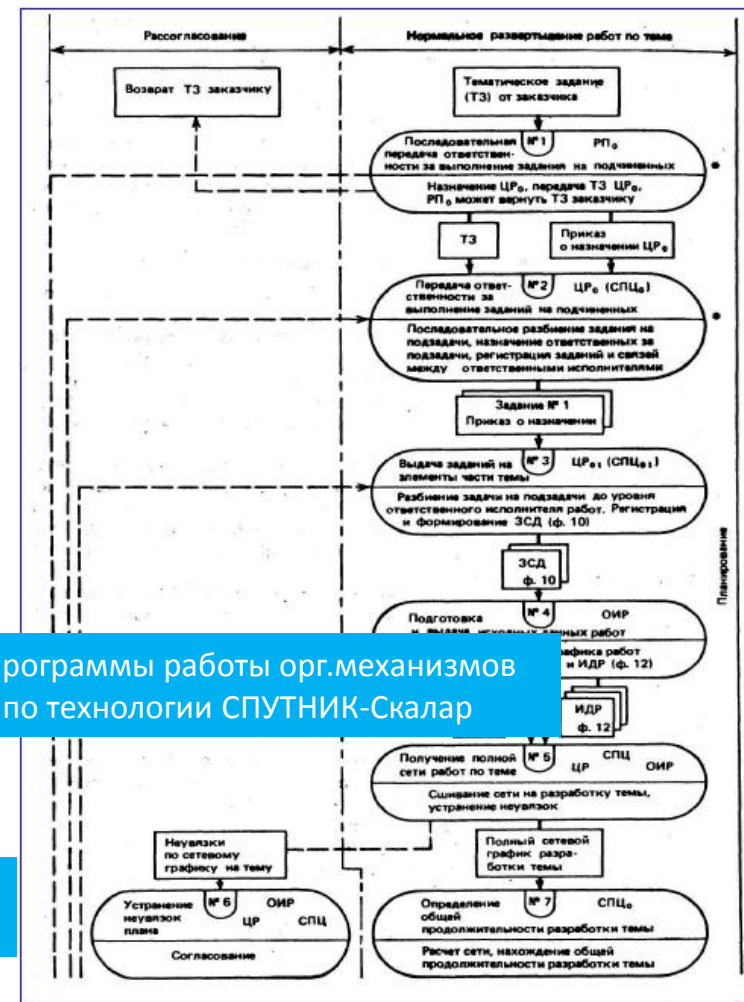 Рассогласование
Нормальное развертывание работ по теме
Возврат ТЗ заказчику
Тематическое задание
(ТЗ) от заказчика
Последовательная № 1 РП₀
передача ответствен-
ности за выполнение задания на подчиненных
Назначение ЦР₀, передача ТЗ ЦР₀,
РП₀ может вернуть ТЗ заказчику
ТЗ
Приказ
о назначении ЦР₀
Передача ответ- № 2 ЦР₀ (СПЦ₀)
ственности за
выполнение заданий на подчиненных
Последовательное разбиение задания на
подзадачи, назначение ответственных за
подзадачи, регистрация заданий и связей
между ответственными исполнителями
Задание № 1
Приказ о назначении
Выдача заданий на № 3 ЦР₀₁ (СПЦ₀₁)
элементы части темы
Разбиение задачи на подзадачи до уровня
ответственного исполнителя работ. Регистрация
и формирование ЗСД (ф. 10)
Планирование
ЗСД
ф. 10
Подготовка № 4 ОИР
и выдача исходных данных работ
афика работ
и ИДР (ф. 12)
рограммы работы орг.механизмов
по технологии СПУТНИК-Скалар
ИДР
ф. 12
Получение полной № 5 ЦР СПЦ ОИР
сети работ по теме
Сшивание сети на разработку темы,
устранение неувязок
Неувязки
по сетевому
графику на тему
Полный сетевой
график разра-
ботки темы
Устранение № 6 ОИР
неувязок ЦР СПЦ
плана
Согласование
Определение № 7 СПЦ₀
общей
продолжительности разработки темы
Расчет сети, нахождение общей
продолжительности разработки темы